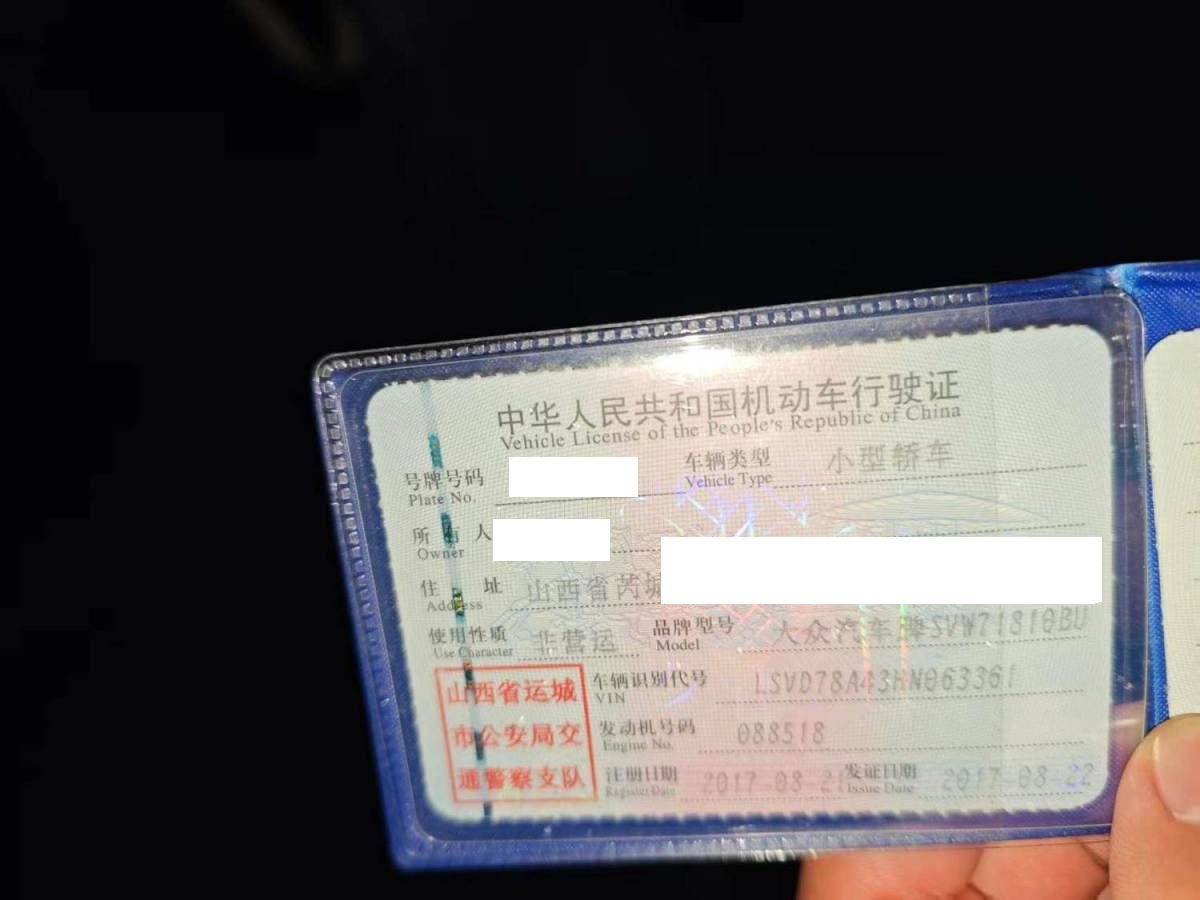 中华人民共和国机动车行驶证
Vehicle License of the People's Republic of China
号牌号码
Plate No.
车辆类型 小型轿车
Vehicle Type
所有人
Owner
住址 山西省芮城
Address
使用性质 非营运
Use Character
品牌型号 大众汽车牌SVW71810BU
Model
山西省运城
市公安局交
通警察支队
车辆识别代号 LSVD78A43HN063361
VIN
发动机号码 088518
Engine No.
注册日期 2017-08-21
Register Date
发证日期 2017-08-22
Issue Date